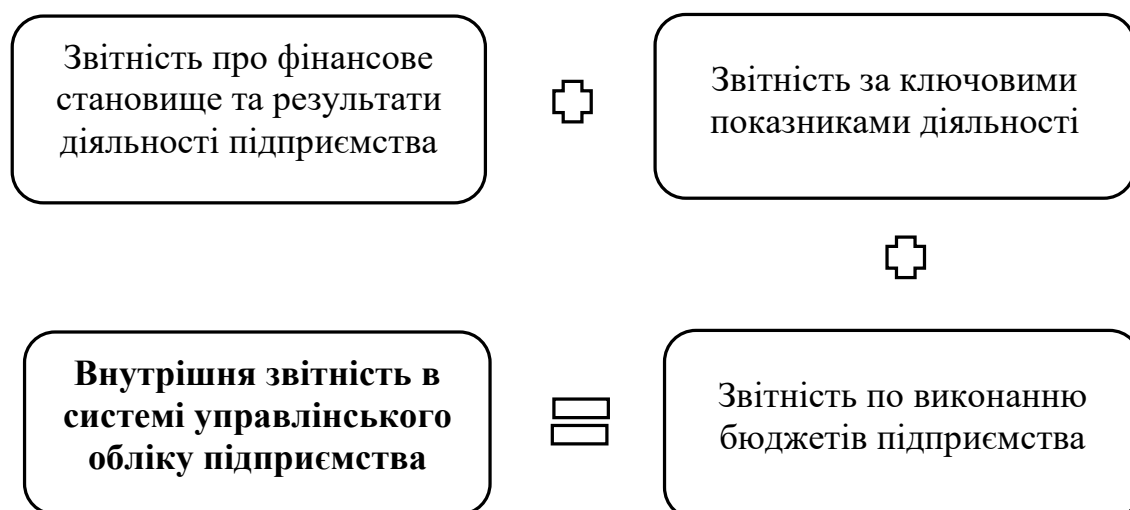 Звітність про фінансове
становище та результати
діяльності підприємства
Звітність за ключовими
показниками діяльності
Внутрішня звітність в
системі управлінського
обліку підприємства
Звітність по виконанню
бюджетів підприємства